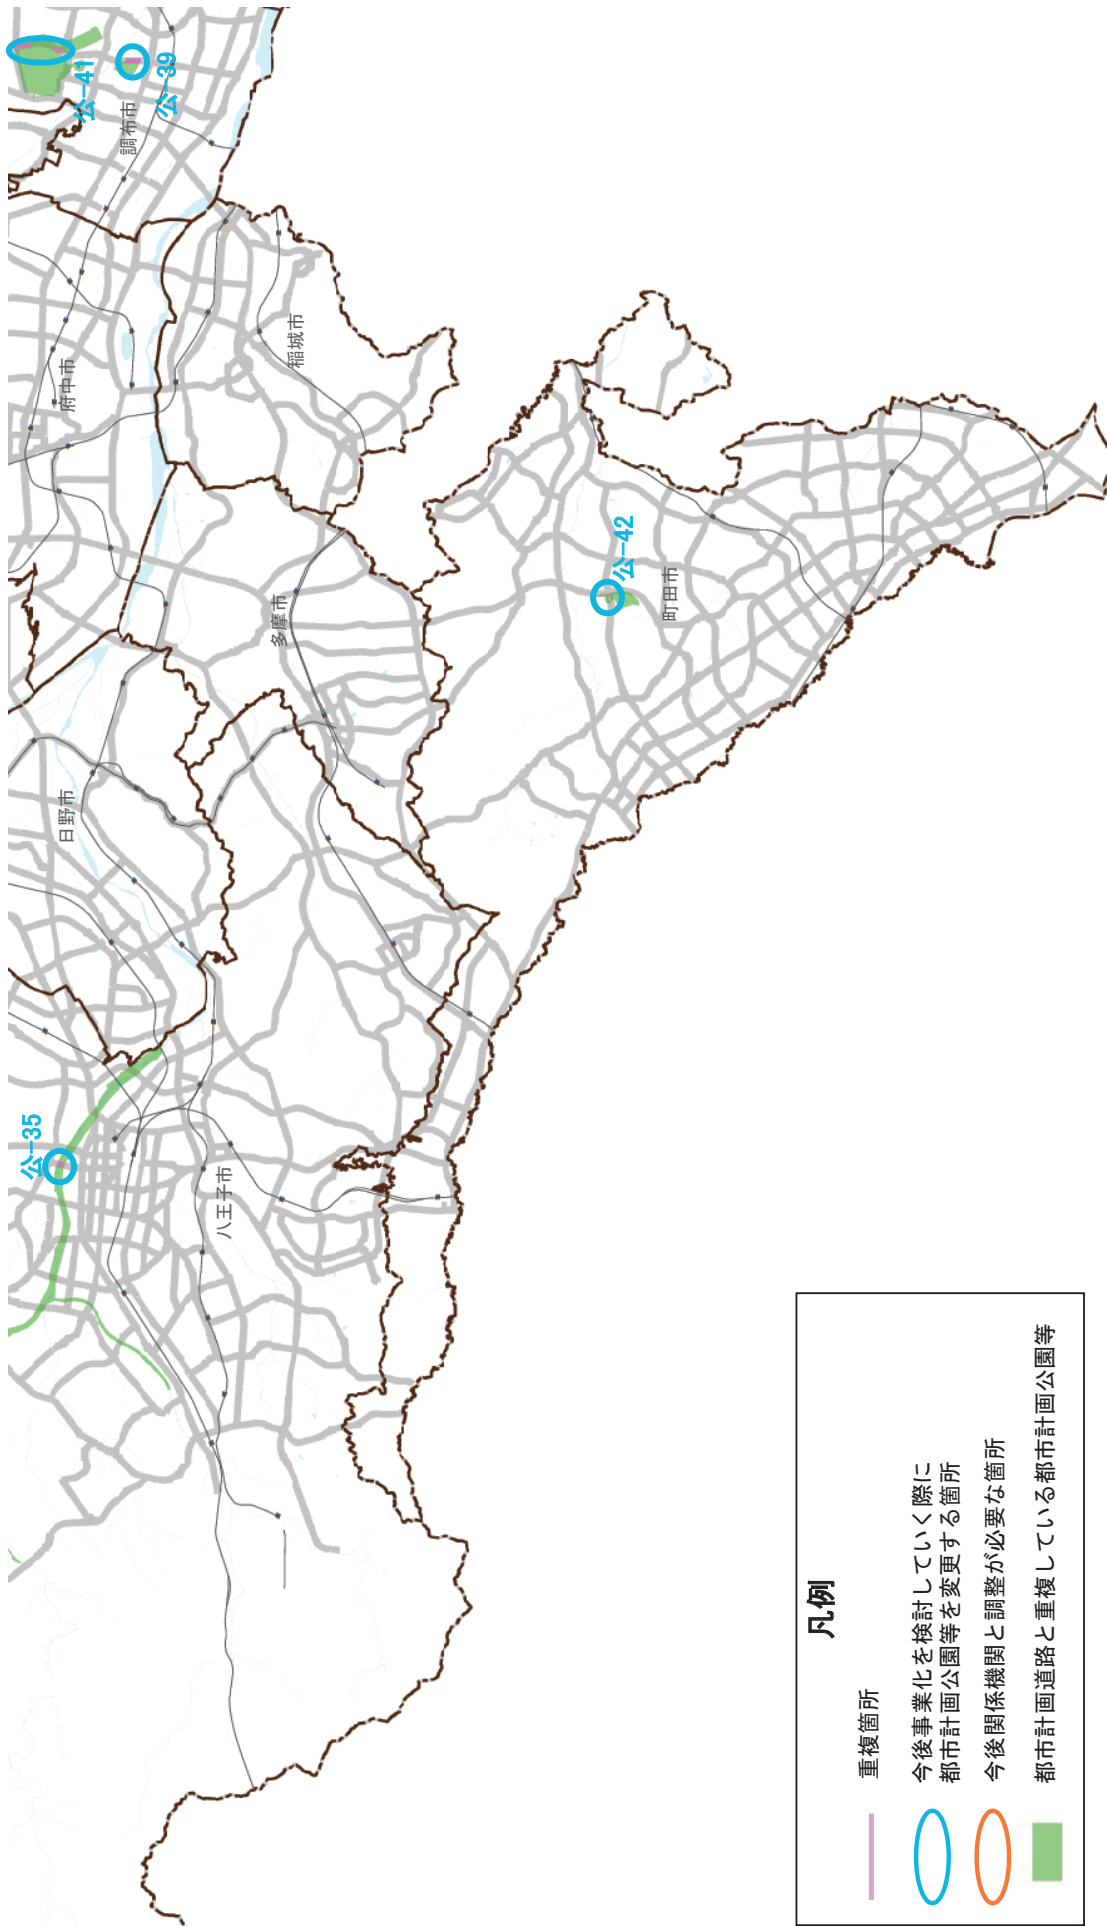 公-41
公-39
調布市
府中市
稲城市
公-42
町田市
多摩市
日野市
公-35
八王子市
凡例
重複箇所
今後事業化を検討していく際に
都市計画公園等を変更する箇所
今後関係機関と調整が必要な箇所
都市計画道路と重複している都市計画公園等